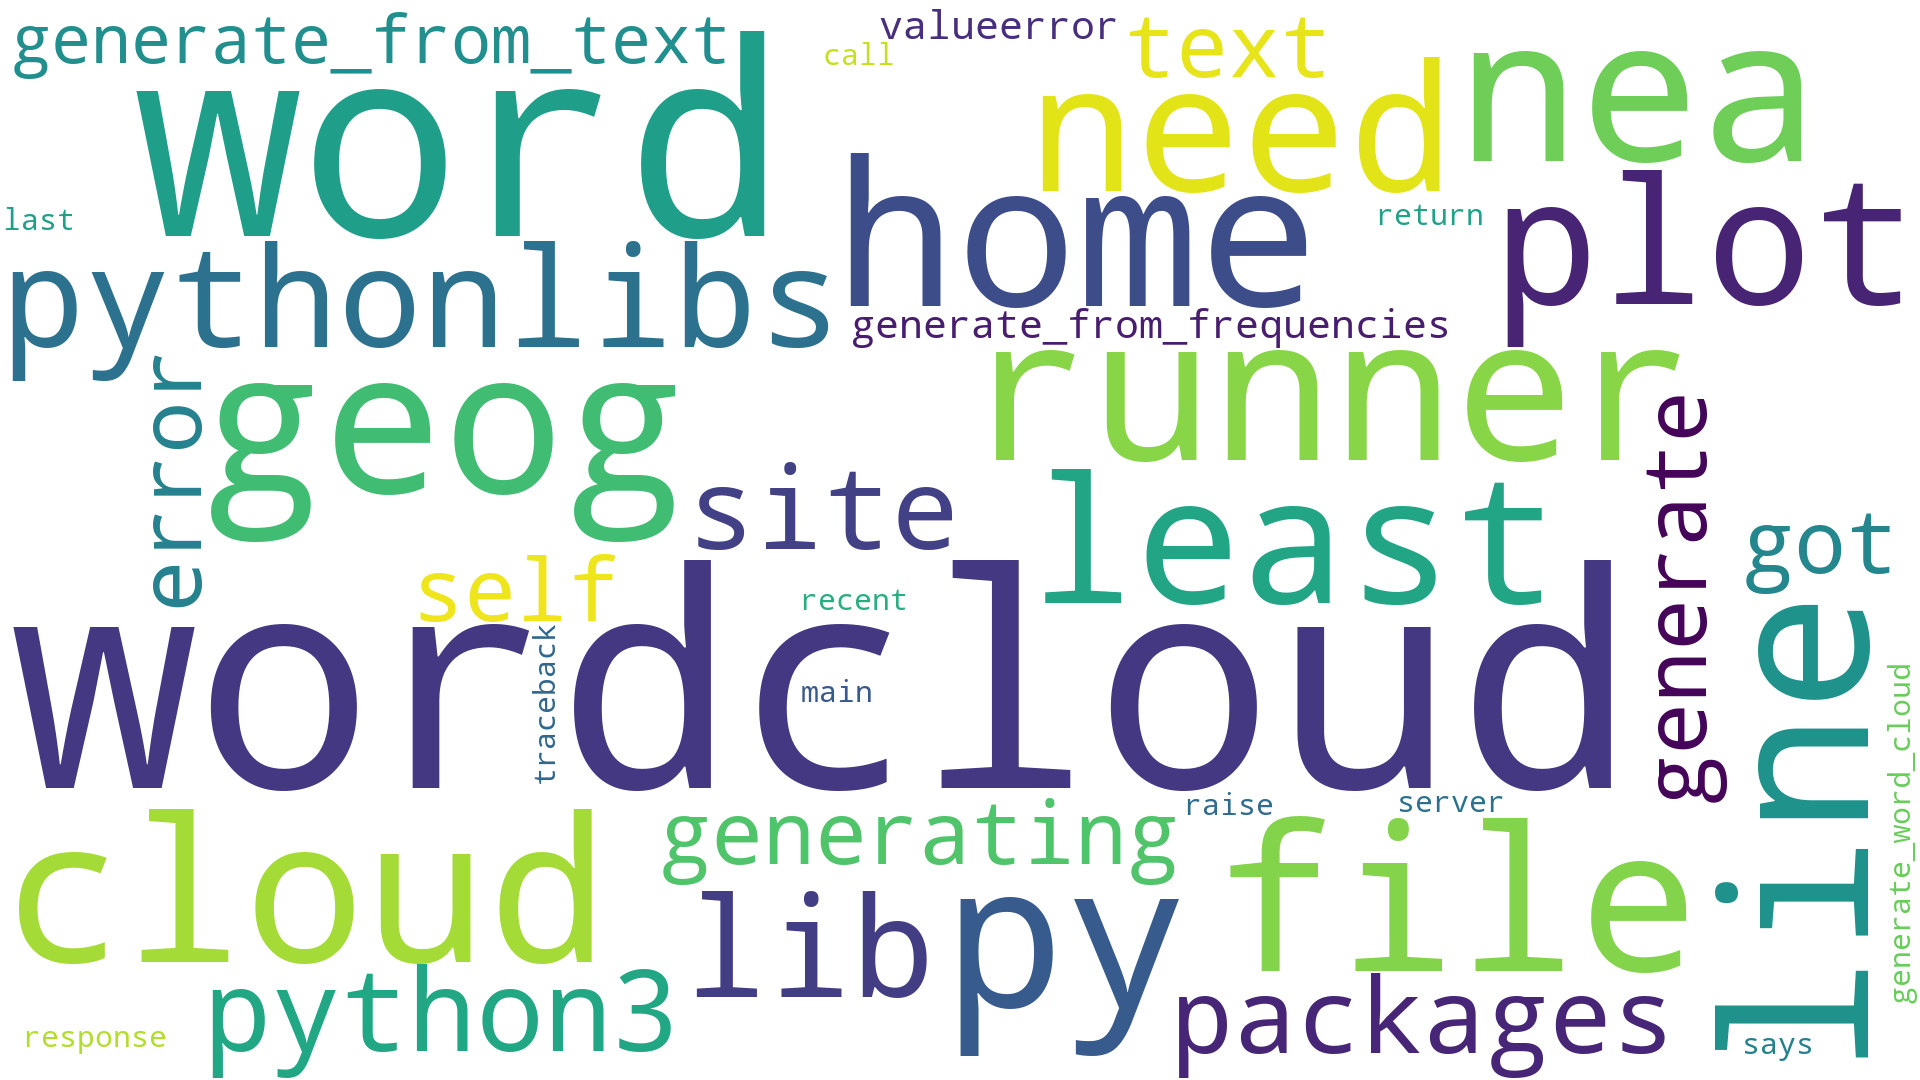 generate_from_text
valueerror
call
text
word
need
nea
home
plot
last
return
pythonlibs
generate_from_frequencies
runner
error
geog
generate
site
least
got
self
recent
wordcloud
traceback
main
line
generate_word_cloud
cloud
generating
raise
server
file
lib
py
python3
packages
response
says